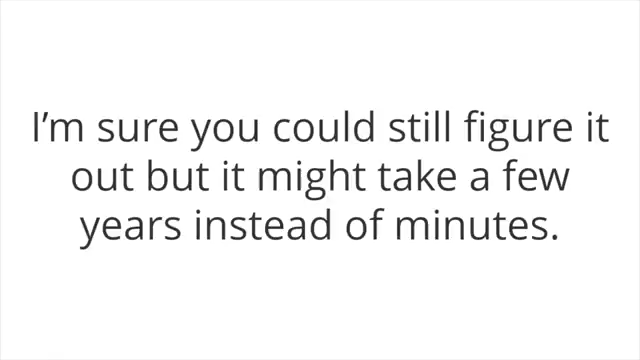 I’m sure you could still figure it
out but it might take a few
years instead of minutes.